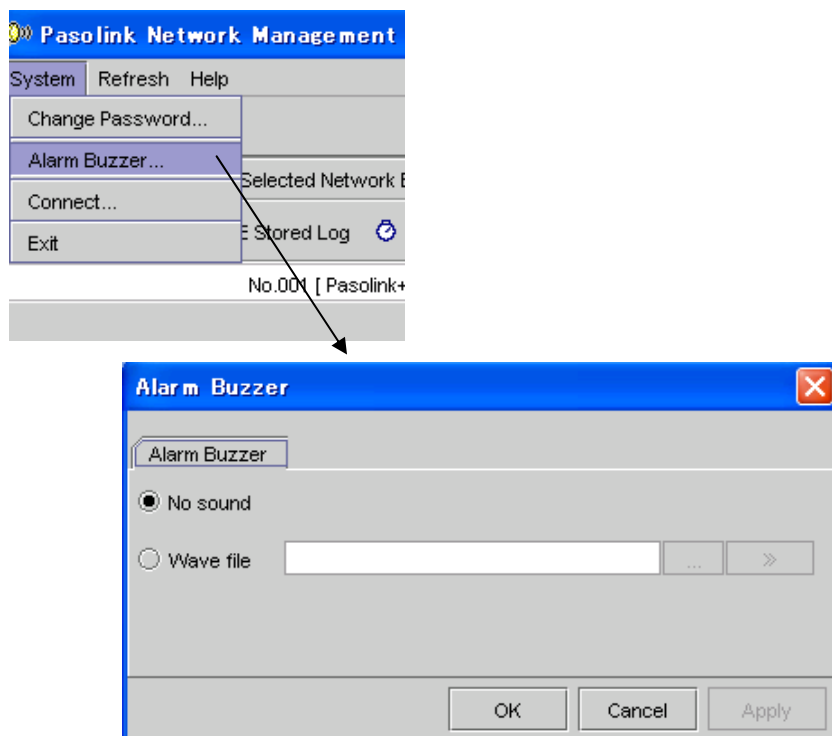 Pasolink Network Management
System Refresh Help
Change Password...
Alarm Buzzer...
Selected Network E
Connect...
E Stored Log
Exit
No.001 [ Pasolink+
Alarm Buzzer
Alarm Buzzer
No sound
Wave file ... »
OK Cancel Apply